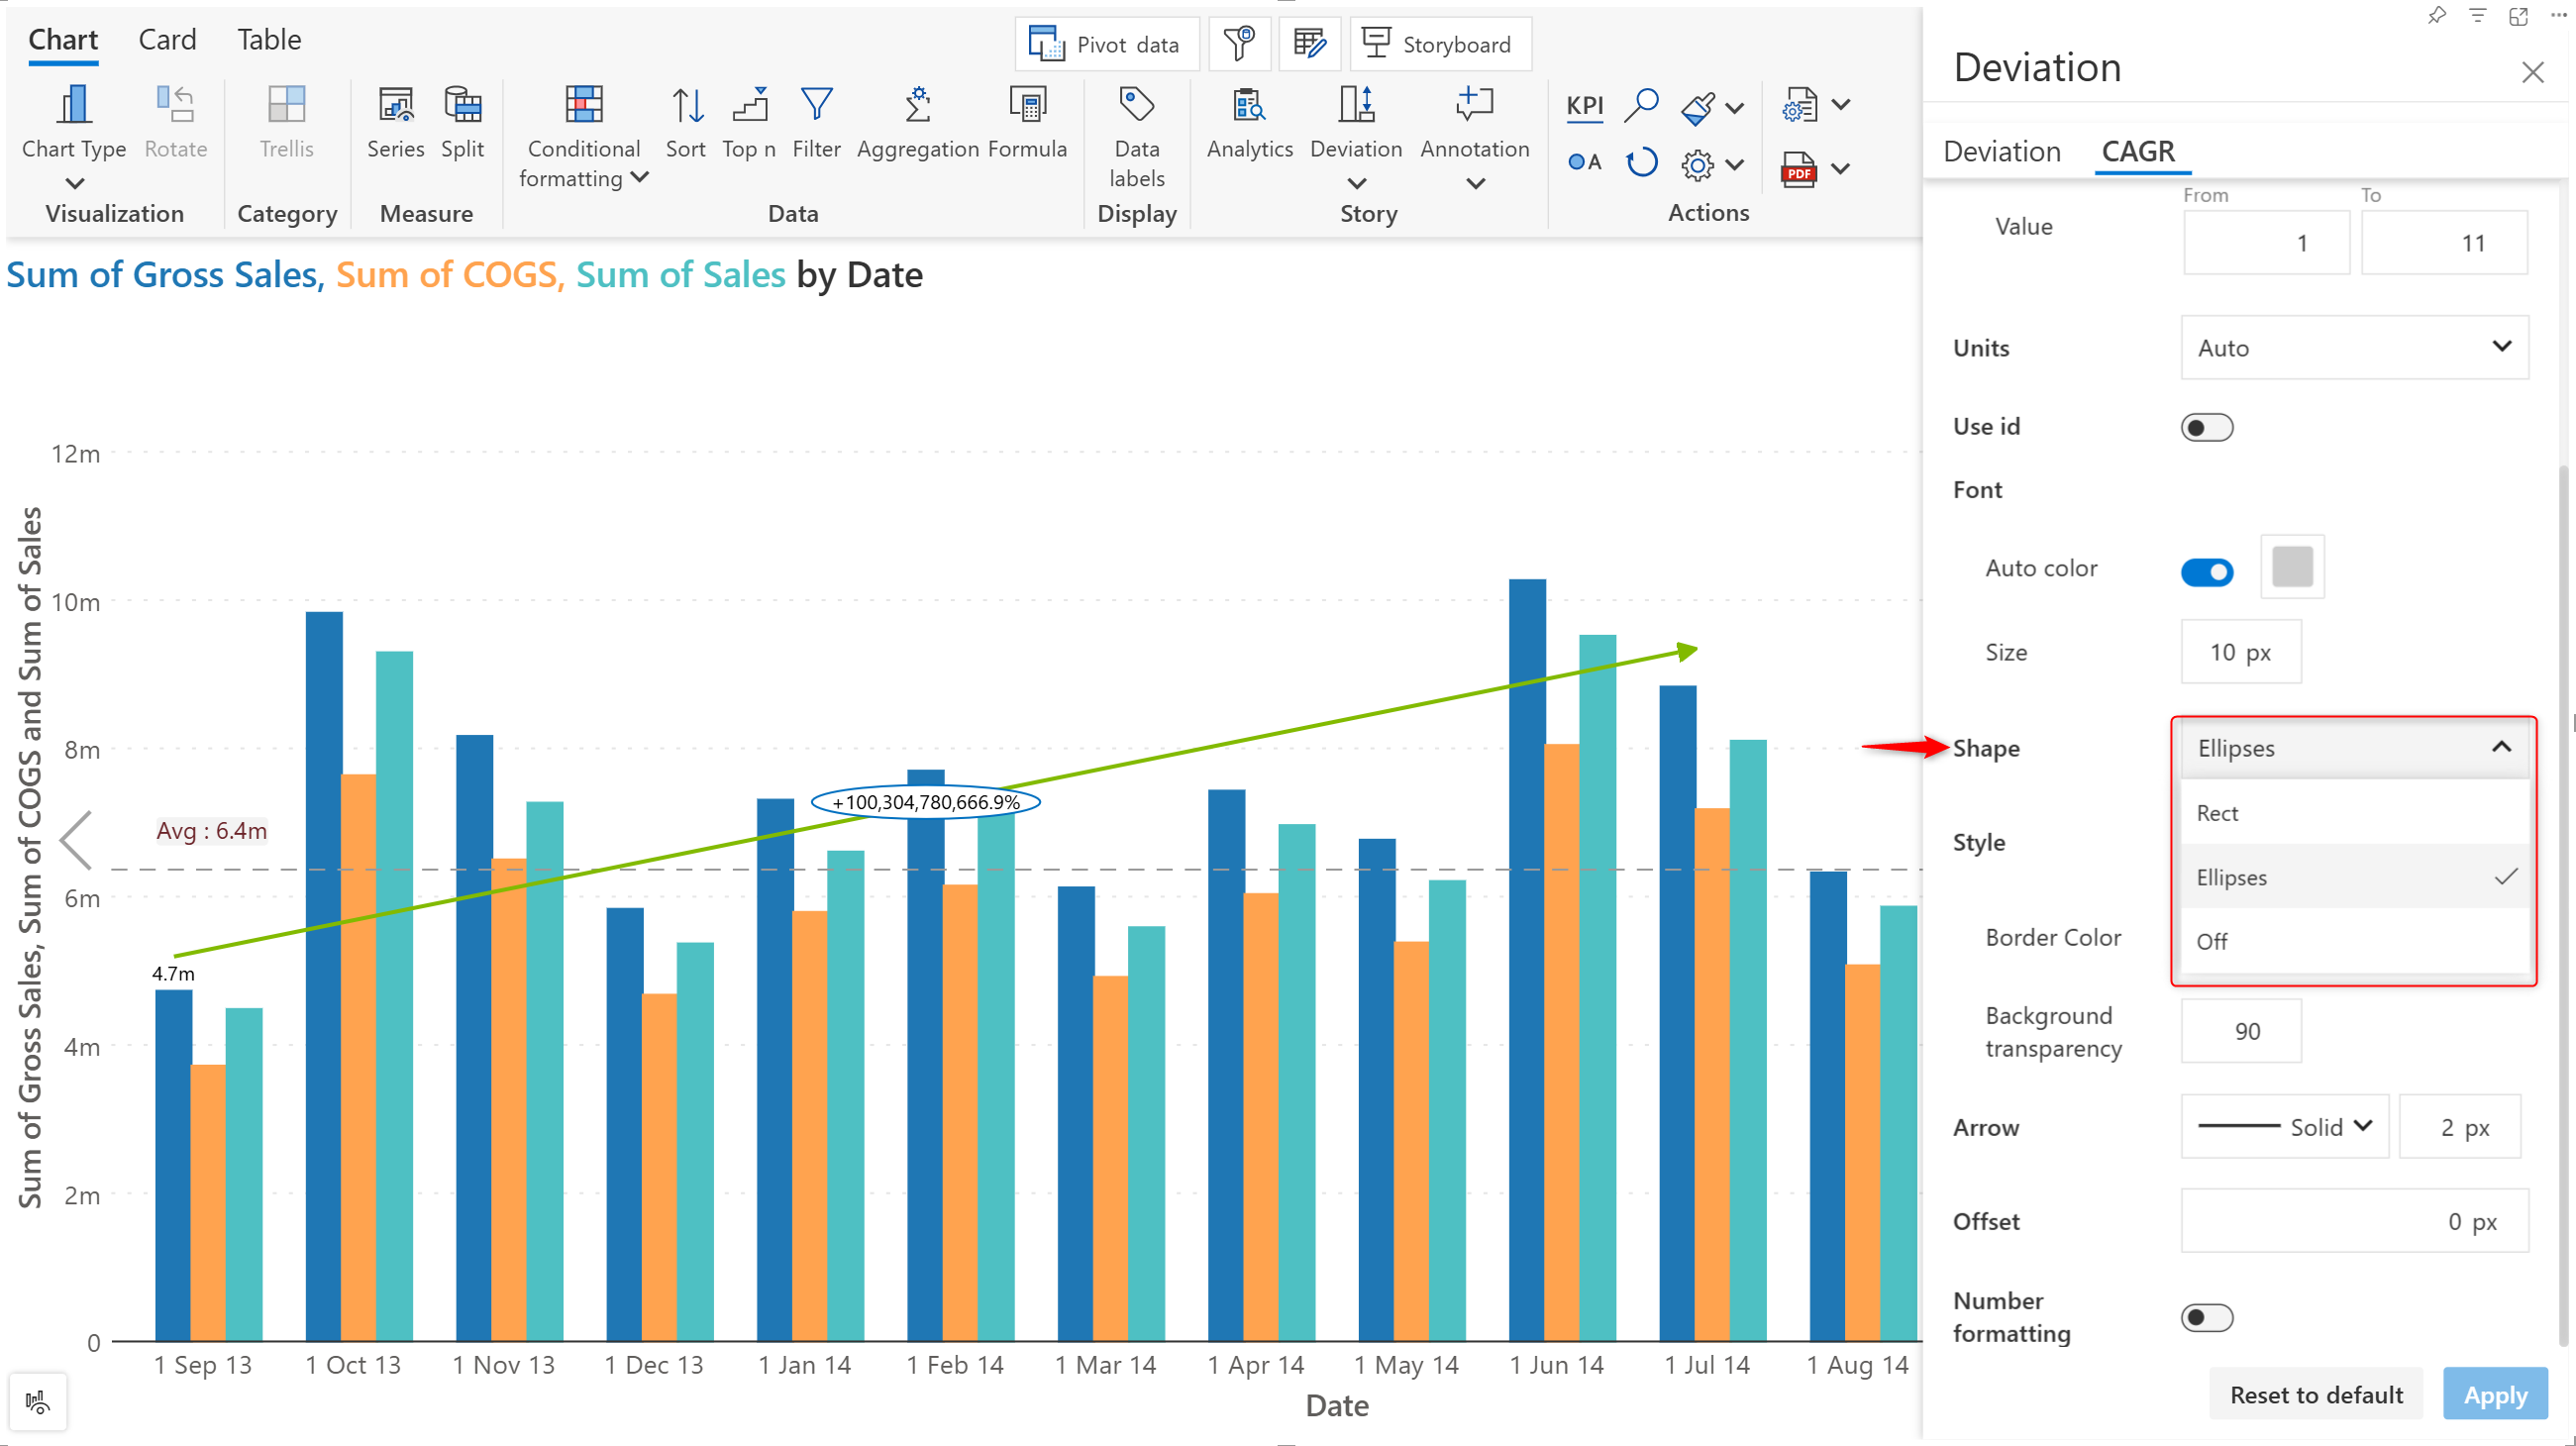 Chart Card Table
Pivot data
Storyboard
Chart Type
Rotate
Trellis
Series
Split
Conditional
formatting
Sort
Top n
Filter
Aggregation
Formula
Data
labels
Analytics
Deviation
Annotation
KPI
A
PDF
Visualization
Category
Measure
Data
Display
Story
Actions
Sum of Gross Sales, Sum of COGS, Sum of Sales by Date
Sum of Gross Sales, Sum of COGS and Sum of Sales
12m
10m
8m
6m
4m
2m
0
Avg : 6.4m
4.7m
+100,304,780,666.9%
1 Sep 13
1 Oct 13
1 Nov 13
1 Dec 13
1 Jan 14
1 Feb 14
1 Mar 14
1 Apr 14
1 May 14
1 Jun 14
1 Jul 14
1 Aug 14
Date
Deviation
Deviation CAGR
From To
Value 1 11
Units Auto
Use id
Font
Auto color
Size 10 px
Shape Ellipses
Rect
Style
Ellipses
Border Color
Off
Background
transparency
90
Arrow Solid 2 px
Offset 0 px
Number
formatting
Reset to default Apply